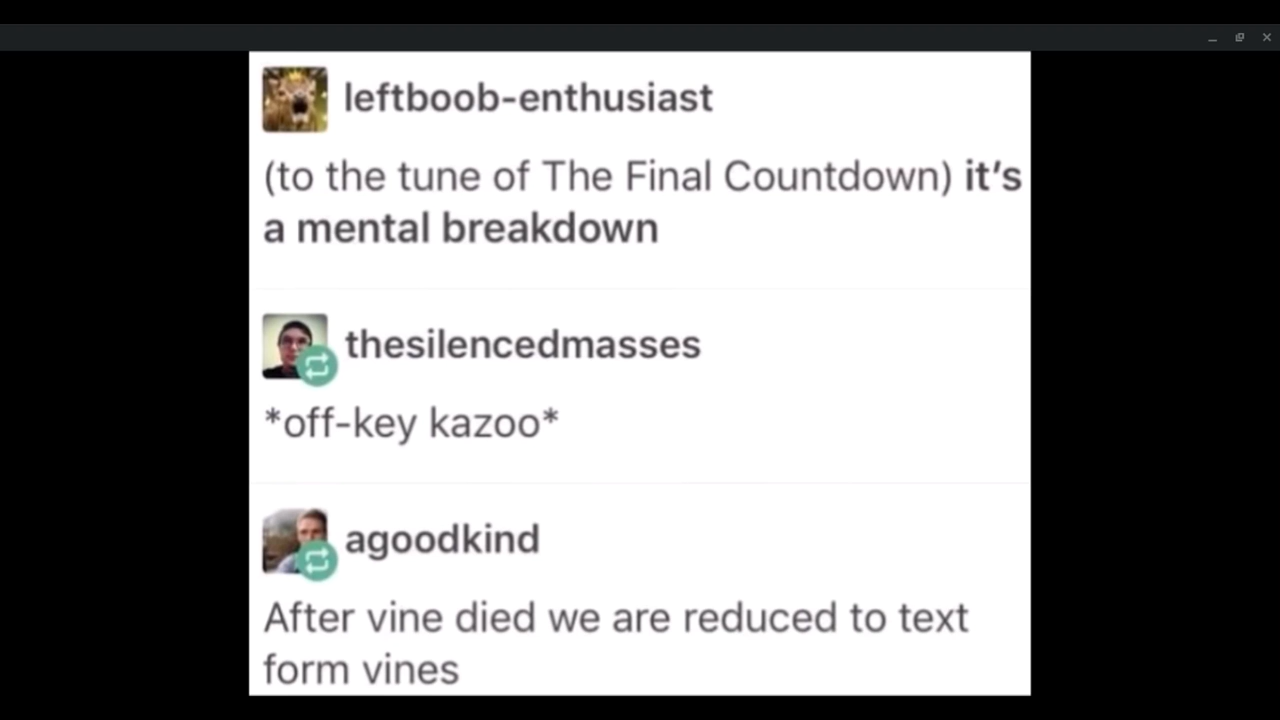 leftboob-enthusiast
(to the tune of The Final Countdown) it's
a mental breakdown
thesilencedmasses
*off-key kazoo*
agoodkind
After vine died we are reduced to text
form vines